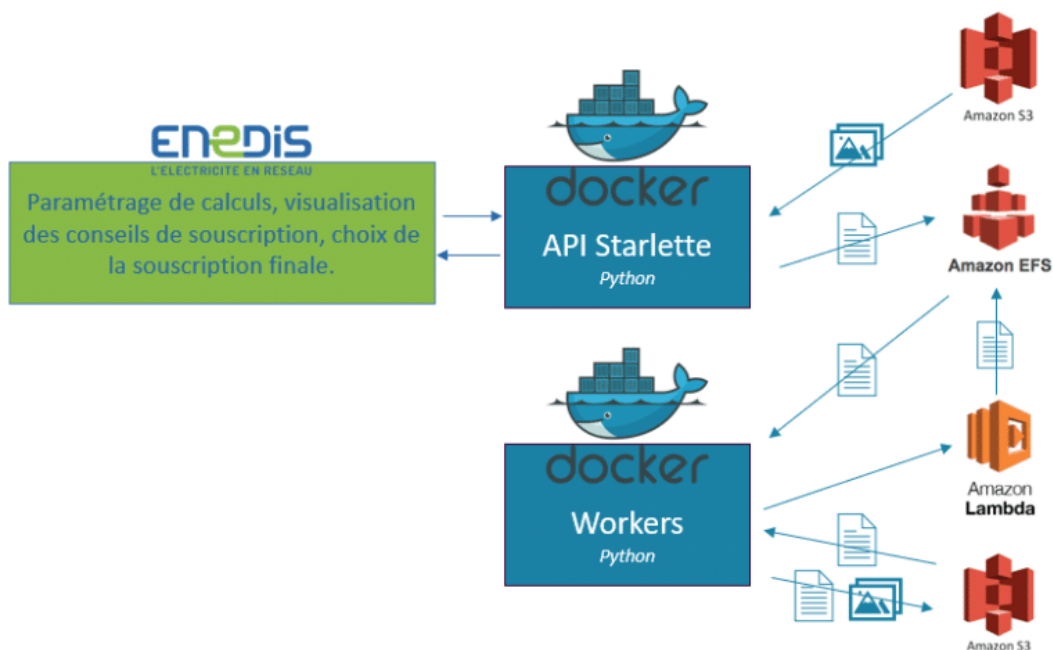 Amazon S3
ENEDIS
L'ELECTRICITE EN RESEAU
Paramétrage de calculs, visualisation
des conseils de souscription, choix de
la souscription finale.
docker
API Starlette
Python
Amazon EFS
docker
Workers
Python
Amazon
Lambda
Amazon S3